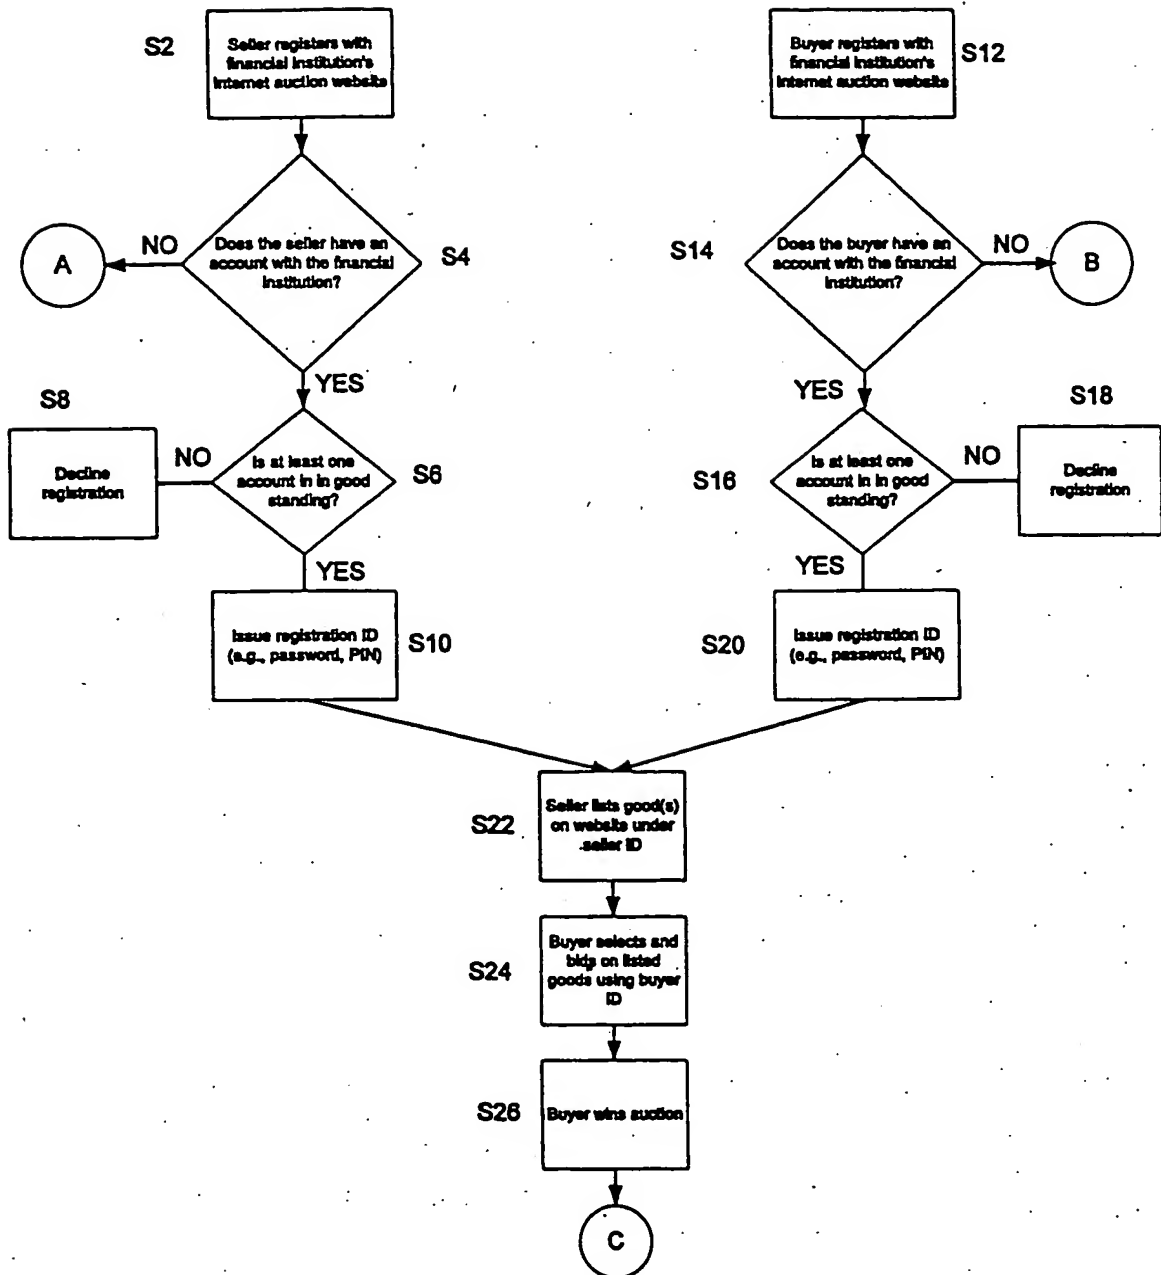 S2
Seller registers with
financial institution's
internet auction website
Buyer registers with
financial institution's
internet auction website
S12
A
NO
Does the seller have an
account with the financial
institution?
S4
S14
Does the buyer have an
account with the financial
institution?
NO
B
YES
YES
S8
Decline
registration
NO
Is at least one
account in in good
standing?
S6
S16
Is at least one
account in in good
standing?
NO
S18
Decline
registration
YES
YES
Issue registration ID
(e.g., password, PIN)
S10
S20
Issue registration ID
(e.g., password, PIN)
S22
Seller lists good(s)
on website under
seller ID
S24
Buyer selects and
bids on listed
goods using buyer
ID
S26
Buyer wins auction
C